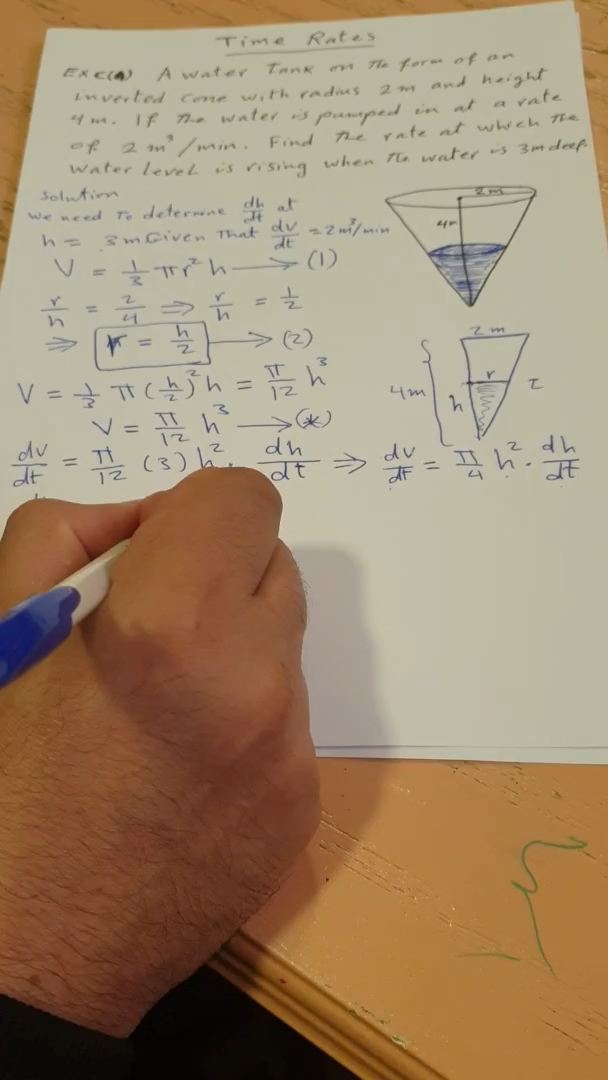 Time Rates
Exe(1) A water Tank on The form of an
inverted cone with radius 2m and height
4m. If the water is pumped in at a rate
of 2 m³/min. Find the rate at which the
Water level is rising when The water is 3m deep.
Solution
We need To determine dh/dt at
h = 3m Given That dv/dt = 2m³/min
V = 1/3 π r² h ⟶ (1)
r/h = 2/4 ⟹ r/h = 1/2
⟹ r = h/2 ⟶ (2)
V = 1/3 π (h/2)² h = π/12 h³
V = π/12 h³ ⟶ (*)
dv/dt = π/12 (3) h² · dh/dt ⟹ dv/dt = π/4 h² · dh/dt
2m
4m
2m
4m
r
h